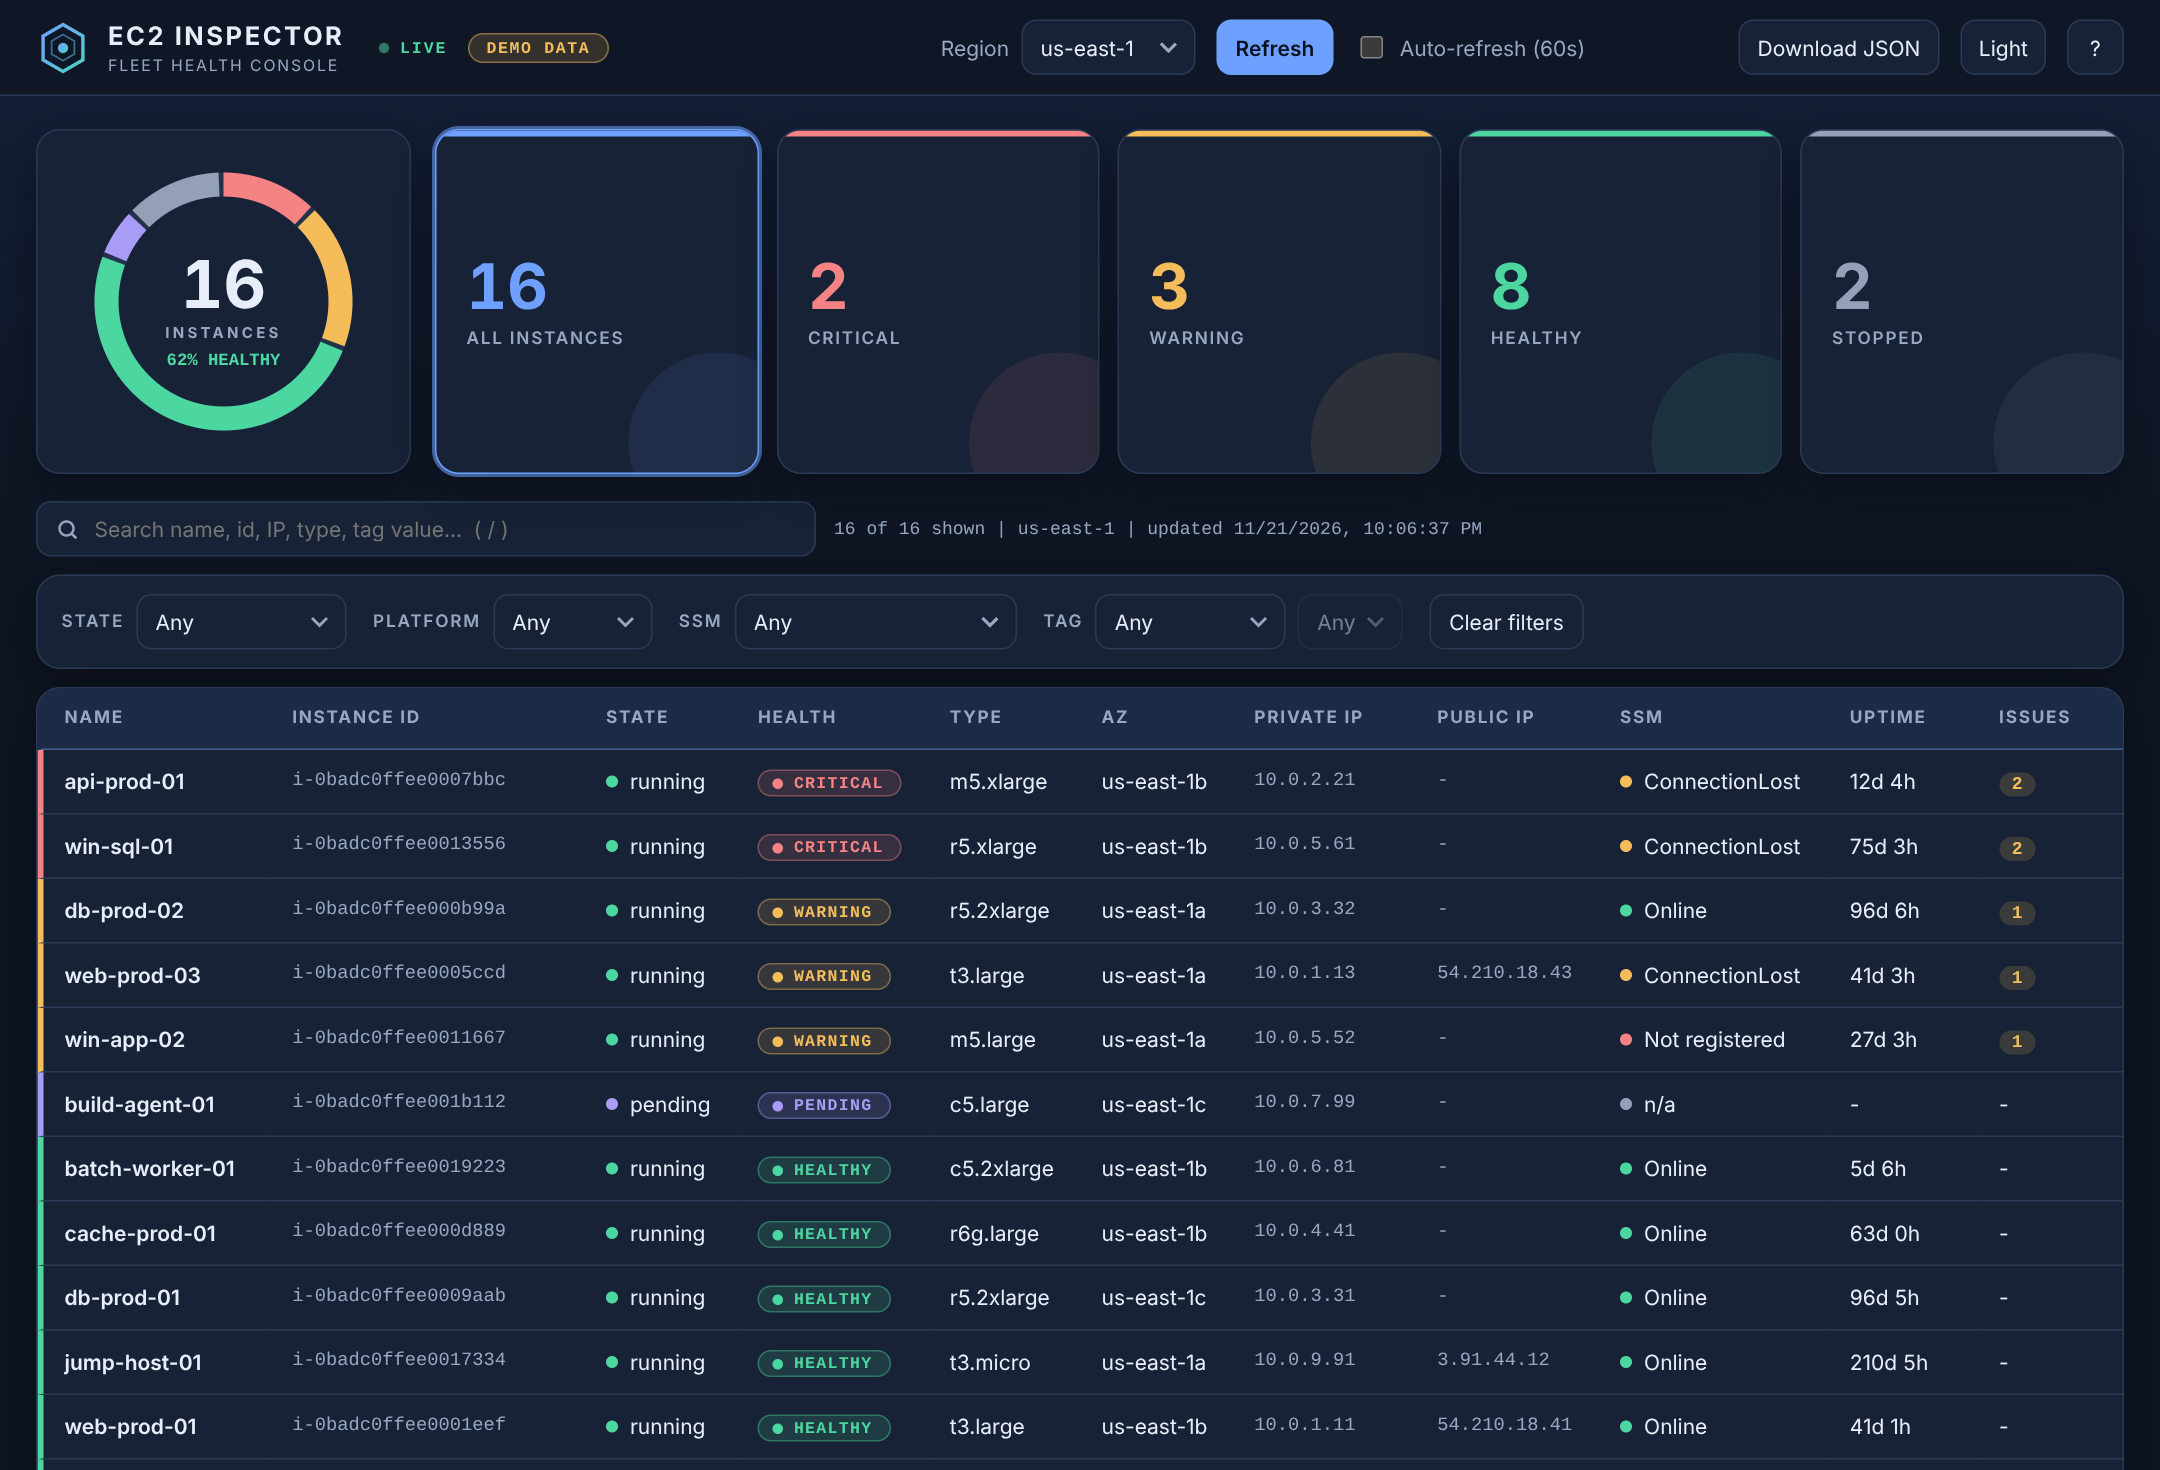 EC2 INSPECTOR
FLEET HEALTH CONSOLE
LIVE
DEMO DATA
Region
us-east-1
Refresh
Auto-refresh (60s)
Download JSON
Light
?
16
INSTANCES
62% HEALTHY
16
ALL INSTANCES
2
CRITICAL
3
WARNING
8
HEALTHY
2
STOPPED
Search name, id, IP, type, tag value... ( / )
16 of 16 shown | us-east-1 | updated 11/21/2026, 10:06:37 PM
STATE Any PLATFORM Any SSM Any TAG Any Any Clear filters
NAME INSTANCE ID STATE HEALTH TYPE AZ PRIVATE IP PUBLIC IP SSM UPTIME ISSUES
api-prod-01 i-0badc0ffee0007bbc running CRITICAL m5.xlarge us-east-1b 10.0.2.21 - ConnectionLost 12d 4h 2
win-sql-01 i-0badc0ffee0013556 running CRITICAL r5.xlarge us-east-1b 10.0.5.61 - ConnectionLost 75d 3h 2
db-prod-02 i-0badc0ffee000b99a running WARNING r5.2xlarge us-east-1a 10.0.3.32 - Online 96d 6h 1
web-prod-03 i-0badc0ffee0005ccd running WARNING t3.large us-east-1a 10.0.1.13 54.210.18.43 ConnectionLost 41d 3h 1
win-app-02 i-0badc0ffee0011667 running WARNING m5.large us-east-1a 10.0.5.52 - Not registered 27d 3h 1
build-agent-01 i-0badc0ffee001b112 pending PENDING c5.large us-east-1c 10.0.7.99 - n/a - -
batch-worker-01 i-0badc0ffee0019223 running HEALTHY c5.2xlarge us-east-1b 10.0.6.81 - Online 5d 6h -
cache-prod-01 i-0badc0ffee000d889 running HEALTHY r6g.large us-east-1b 10.0.4.41 - Online 63d 0h -
db-prod-01 i-0badc0ffee0009aab running HEALTHY r5.2xlarge us-east-1c 10.0.3.31 - Online 96d 5h -
jump-host-01 i-0badc0ffee0017334 running HEALTHY t3.micro us-east-1a 10.0.9.91 3.91.44.12 Online 210d 5h -
web-prod-01 i-0badc0ffee0001eef running HEALTHY t3.large us-east-1b 10.0.1.11 54.210.18.41 Online 41d 1h -